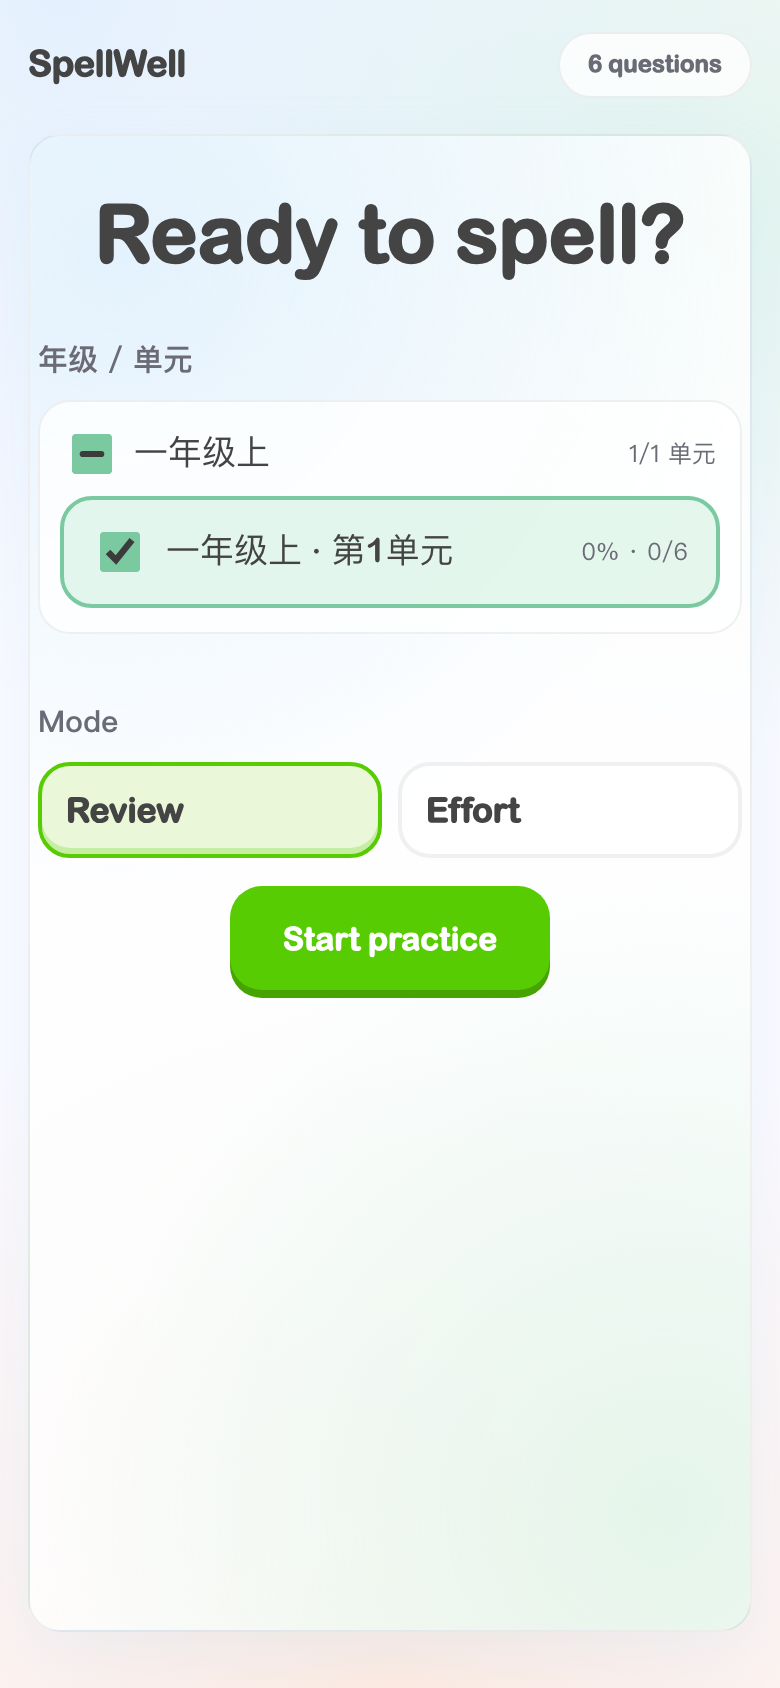 SpellWell
6 questions
Ready to spell?
年级 / 单元
一年级上
1/1 单元
一年级上 · 第1单元
0% · 0/6
Mode
Review
Effort
Start practice